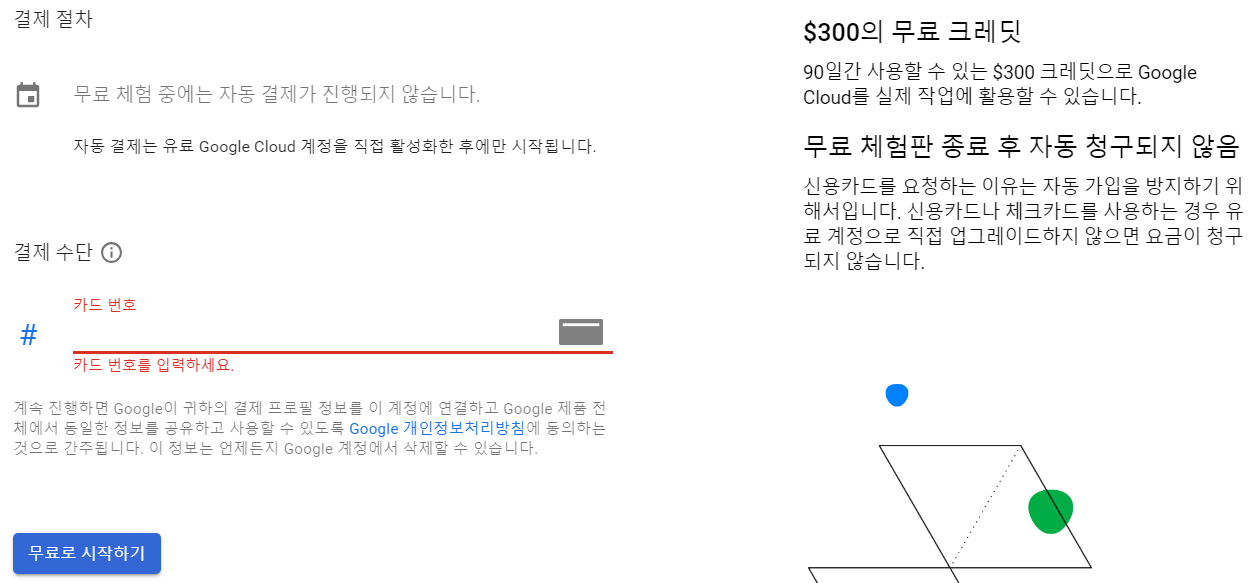 결제 절차
무료 체험 중에는 자동 결제가 진행되지 않습니다.
자동 결제는 유료 Google Cloud 계정을 직접 활성화한 후에만 시작됩니다.
결제 수단
#
카드 번호
카드 번호를 입력하세요.
계속 진행하면 Google이 귀하의 결제 프로필 정보를 이 계정에 연결하고 Google 제품 전
체에서 동일한 정보를 공유하고 사용할 수 있도록 Google 개인정보처리방침에 동의하는
것으로 간주됩니다. 이 정보는 언제든지 Google 계정에서 삭제할 수 있습니다.
무료로 시작하기
$300의 무료 크레딧
90일간 사용할 수 있는 $300 크레딧으로 Google
Cloud를 실제 작업에 활용할 수 있습니다.
무료 체험판 종료 후 자동 청구되지 않음
신용카드를 요청하는 이유는 자동 가입을 방지하기 위
해서입니다. 신용카드나 체크카드를 사용하는 경우 유
료 계정으로 직접 업그레이드하지 않으면 요금이 청구
되지 않습니다.